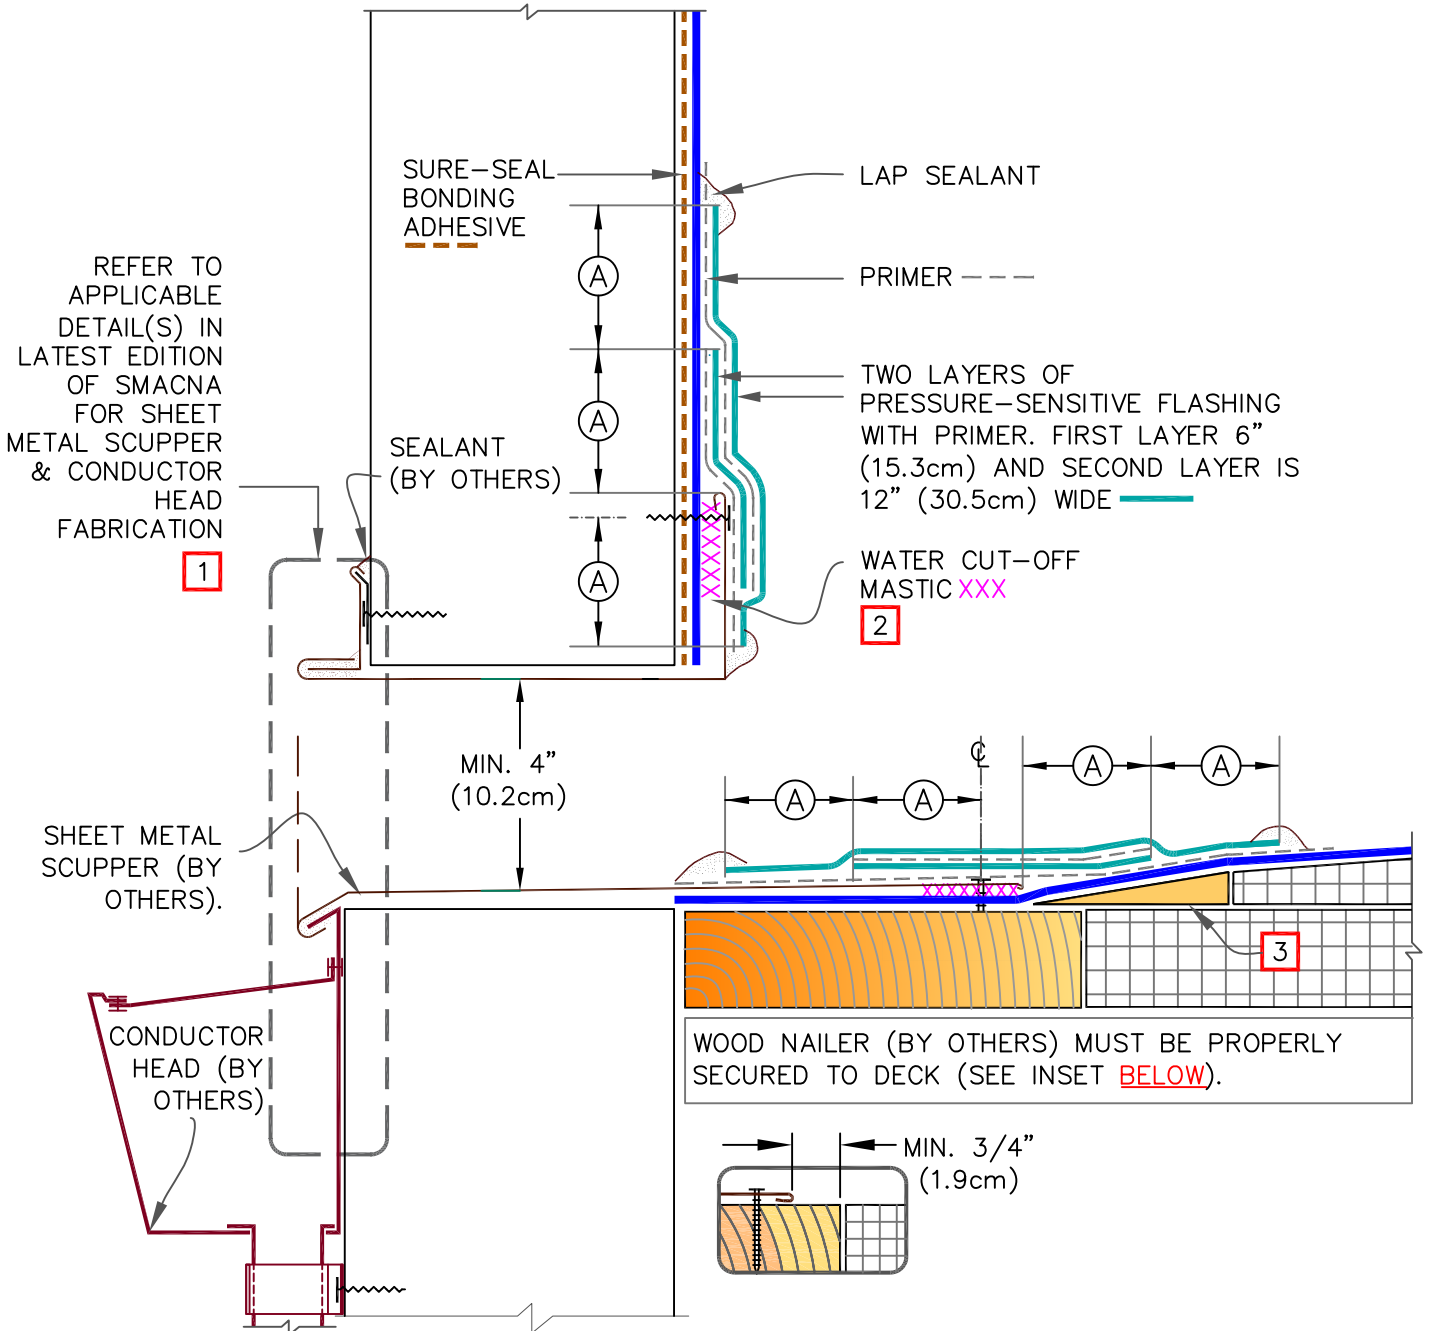 SURE-SEAL
BONDING
ADHESIVE
LAP SEALANT
A
PRIMER
REFER TO
APPLICABLE
DETAIL(S) IN
LATEST EDITION
OF SMACNA
FOR SHEET
METAL SCUPPER
& CONDUCTOR
HEAD
FABRICATION
1
SEALANT
(BY OTHERS)
A
TWO LAYERS OF
PRESSURE-SENSITIVE FLASHING
WITH PRIMER. FIRST LAYER 6"
(15.3cm) AND SECOND LAYER IS
12" (30.5cm) WIDE
A
WATER CUT-OFF
MASTIC XXX
2
MIN. 4"
(10.2cm)
℄
A
A
A
A
SHEET METAL
SCUPPER (BY
OTHERS).
3
CONDUCTOR
HEAD (BY
OTHERS)
WOOD NAILER (BY OTHERS) MUST BE PROPERLY
SECURED TO DECK (SEE INSET BELOW).
MIN. 3/4"
(1.9cm)